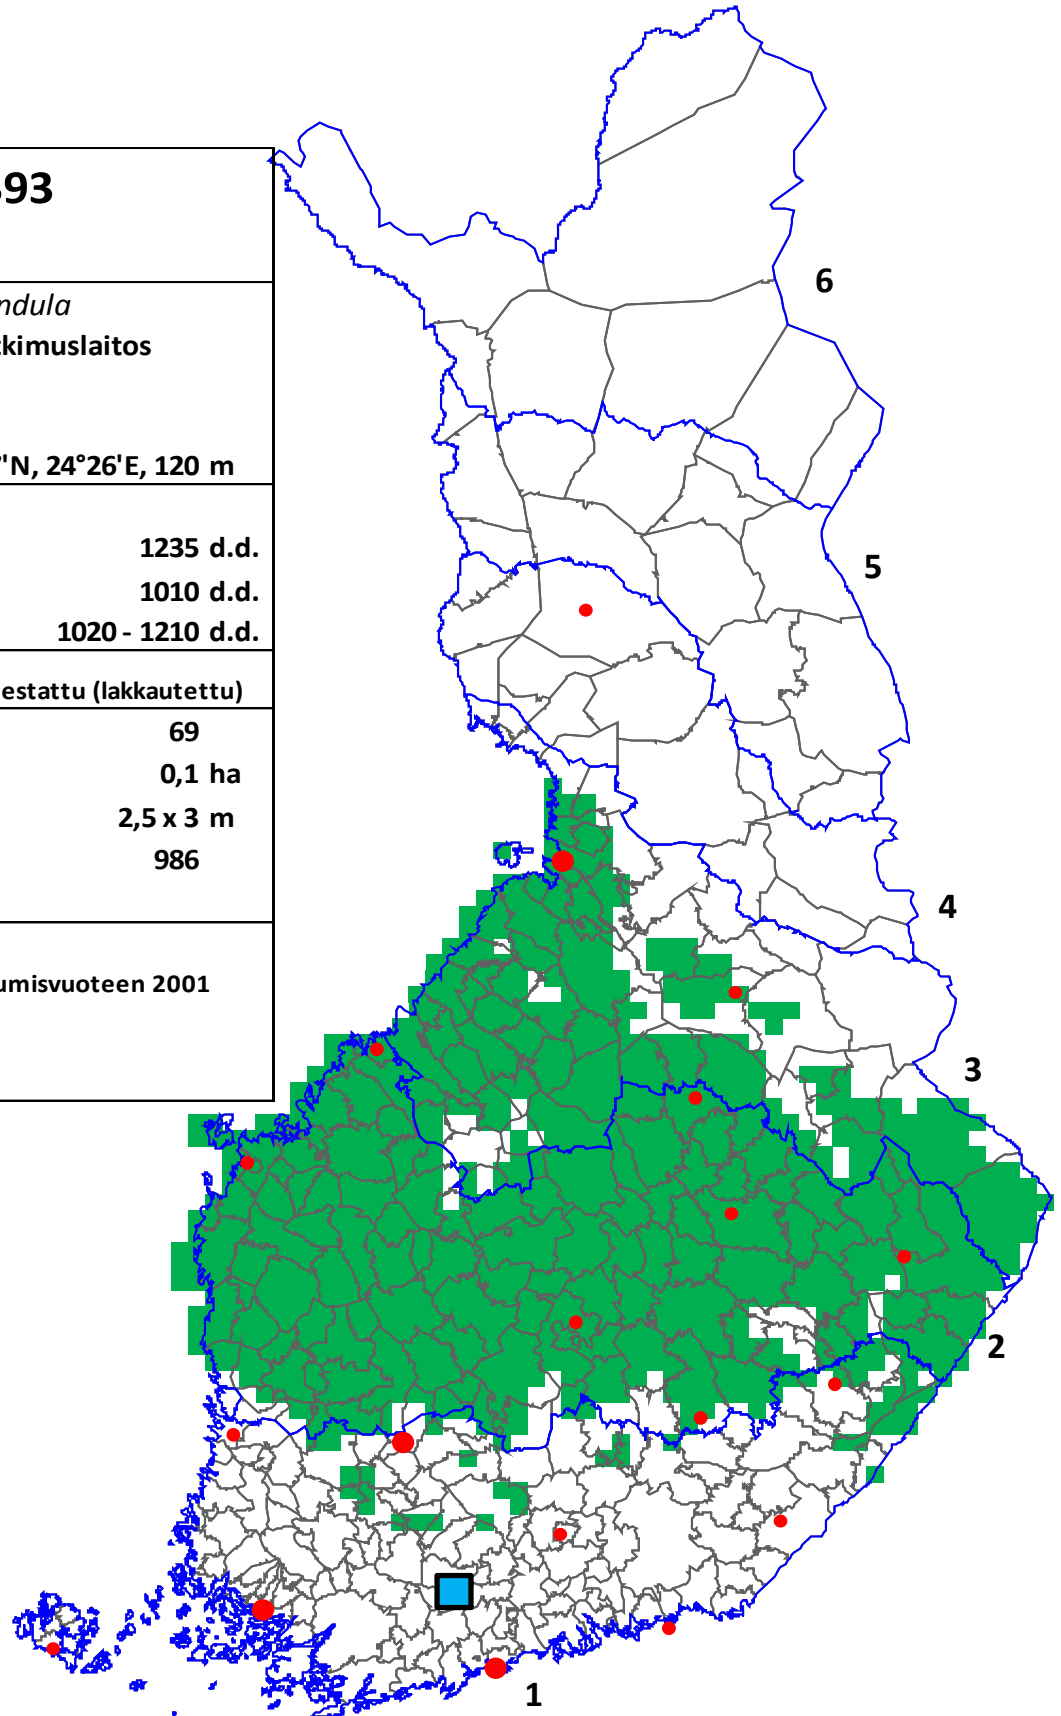 ndula
N, 24°26'E, 120 m
1235 d.d.
1010 d.d.
1020 - 1210 d.d.
estattu (lakkautettu)
69
0,1 ha
2,5 x 3 m
986
umisvuoteen 2001
kimuslaitos
93
6
5
4
3
2
1